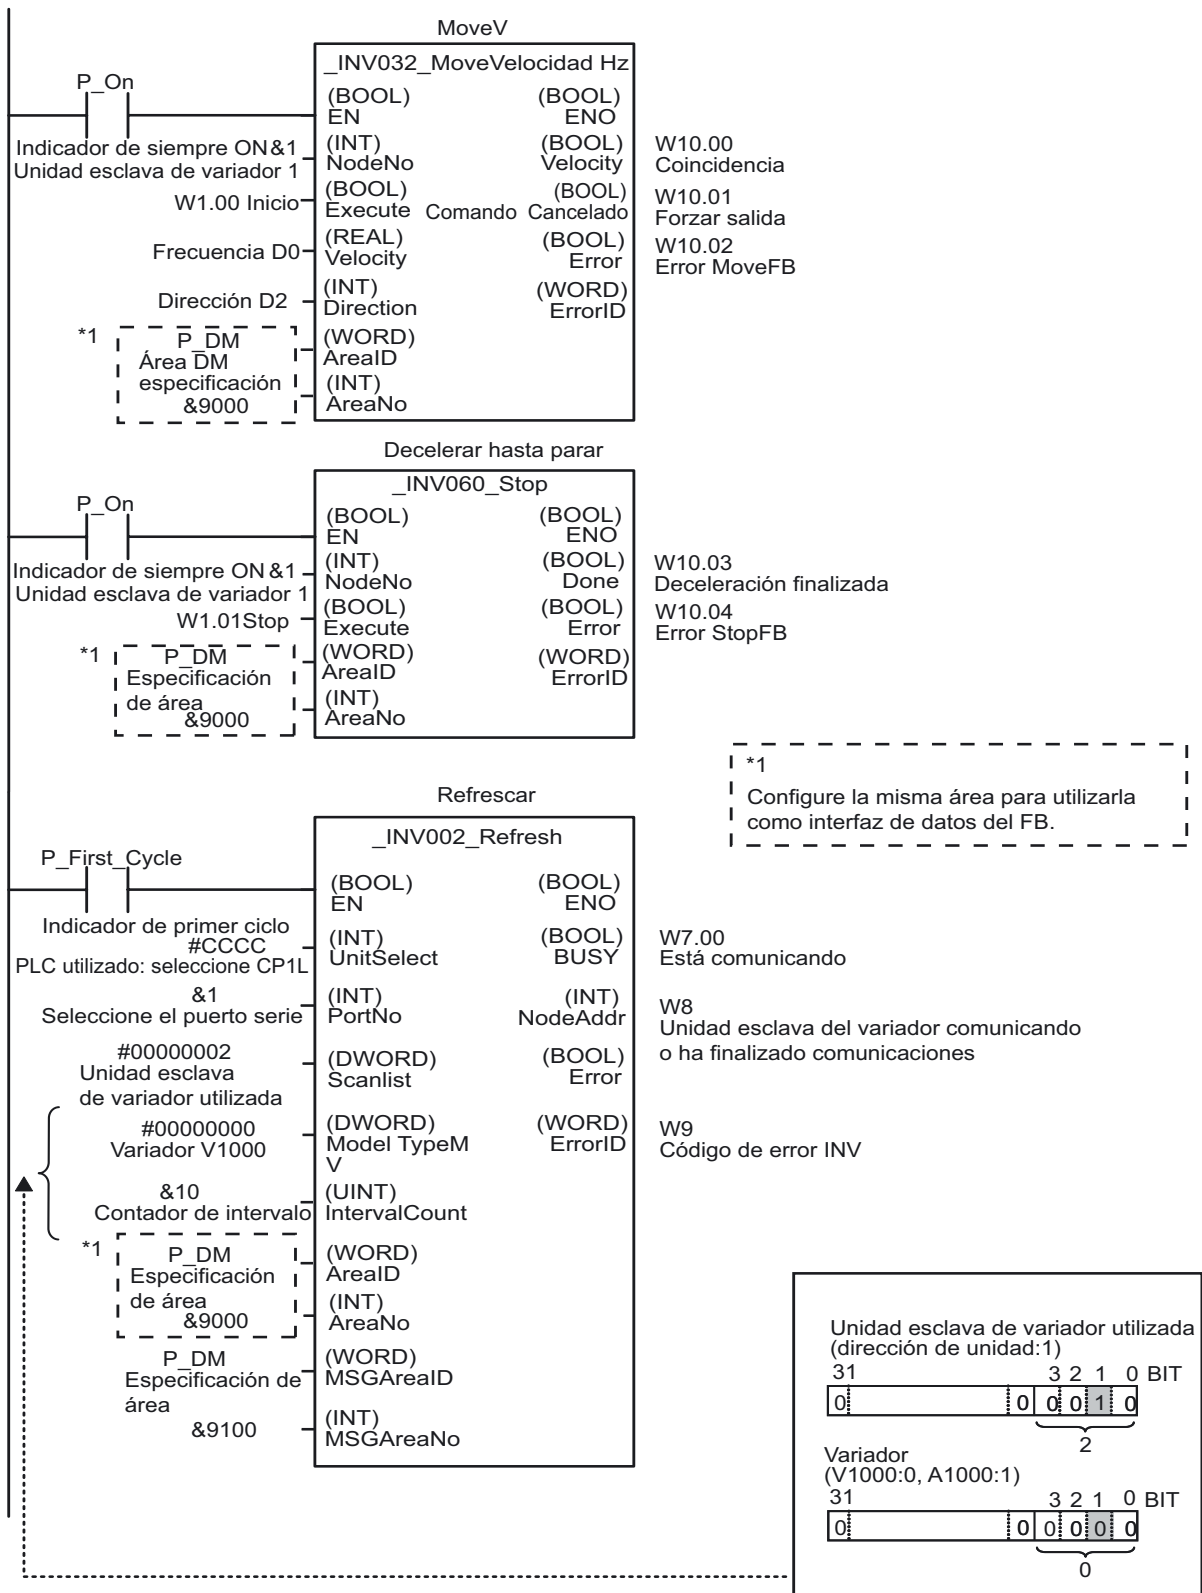 MoveV
_INV032_MoveVelocidad Hz
P_On
(BOOL) (BOOL)
EN ENO
Indicador de siempre ON &1 (INT) (BOOL) W10.00
Unidad esclava de variador 1 NodeNo Velocity Coincidencia
W1.00 Inicio (BOOL) (BOOL) W10.01
Execute Comando Cancelado Forzar salida
Frecuencia D0 (REAL) (BOOL) W10.02
Velocity Error Error MoveFB
Dirección D2 (INT) (WORD)
Direction ErrorID
*1 P_DM (WORD)
Área DM AreaID
especificación (INT)
&9000 AreaNo
Decelerar hasta parar
_INV060_Stop
P_On
(BOOL) (BOOL)
EN ENO
Indicador de siempre ON &1 (INT) (BOOL) W10.03
Unidad esclava de variador 1 NodeNo Done Deceleración finalizada
W1.01Stop (BOOL) (BOOL) W10.04
Execute Error Error StopFB
*1 P_DM (WORD) (WORD)
Especificación AreaID ErrorID
de área (INT)
&9000 AreaNo
*1
Configure la misma área para utilizarla
como interfaz de datos del FB.
Refrescar
_INV002_Refresh
P_First_Cycle
(BOOL) (BOOL)
EN ENO
Indicador de primer ciclo
#CCCC (INT) (BOOL) W7.00
PLC utilizado: seleccione CP1L UnitSelect BUSY Está comunicando
&1 (INT) (INT) W8
Seleccione el puerto serie PortNo NodeAddr Unidad esclava del variador comunicando
o ha finalizado comunicaciones
#00000002 (DWORD) (BOOL)
Unidad esclava Scanlist Error
de variador utilizada
#00000000 (DWORD) (WORD) W9
Variador V1000 Model TypeM ErrorID Código de error INV
V
&10 (UINT)
Contador de intervalo IntervalCount
*1 P_DM (WORD)
Especificación AreaID
de área (INT)
&9000 AreaNo
P_DM (WORD)
Especificación de MSGAreaID
área
&9100 (INT)
MSGAreaNo
Unidad esclava de variador utilizada
(dirección de unidad:1)
31 3 2 1 0 BIT
0 0 0 0 1 0
2
Variador
(V1000:0, A1000:1)
31 3 2 1 0 BIT
0 0 0 0 0 0
0